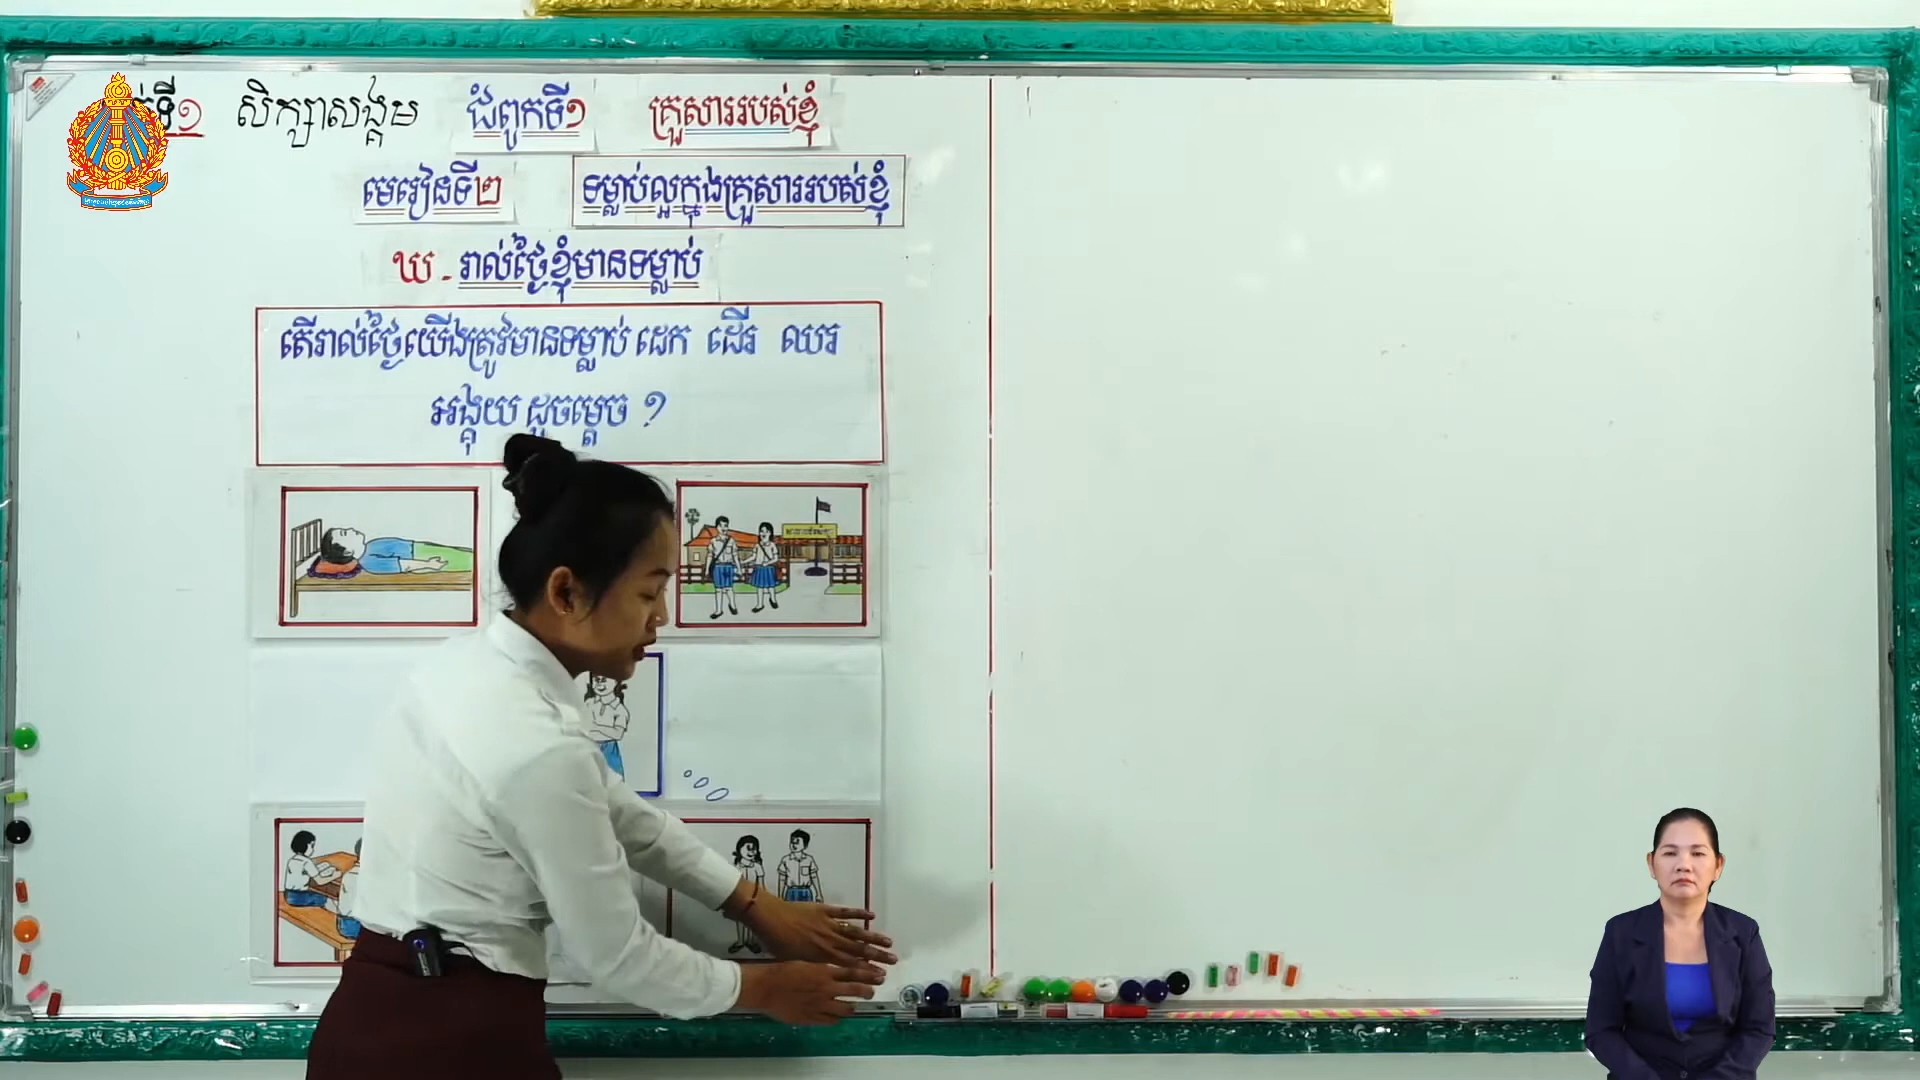 សិក្សាសង្គម ជំពូកទី១ គ្រួសាររបស់ខ្ញុំ
មេរៀនទី២ ទម្លាប់ល្អក្នុងគ្រួសាររបស់ខ្ញុំ
ឃ - រាល់ថ្ងៃខ្ញុំមានទម្លាប់
តើរាល់ថ្ងៃយើងត្រូវមានទម្លាប់ ដេក ដើរ ឈរ
អង្គុយ ដូចម្តេច ?